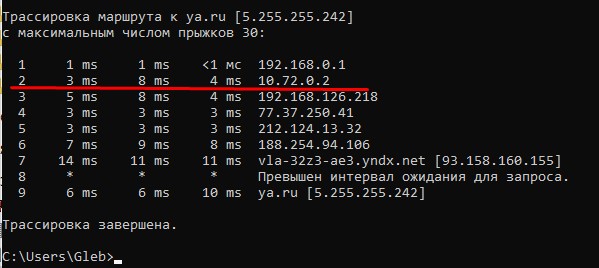 Трассировка маршрута к ya.ru [5.255.255.242]
с максимальным числом прыжков 30:
1 1 ms 1 ms <1 мс 192.168.0.1
2 3 ms 8 ms 4 ms 10.72.0.2
3 5 ms 8 ms 4 ms 192.168.126.218
4 3 ms 3 ms 3 ms 77.37.250.41
5 3 ms 3 ms 3 ms 212.124.13.32
6 7 ms 9 ms 8 ms 188.254.94.106
7 14 ms 11 ms 11 ms vla-32z3-ae3.yndx.net [93.158.160.155]
8 * * * Превышен интервал ожидания для запроса.
9 6 ms 6 ms 10 ms ya.ru [5.255.255.242]
Трассировка завершена.
C:\Users\Gleb>